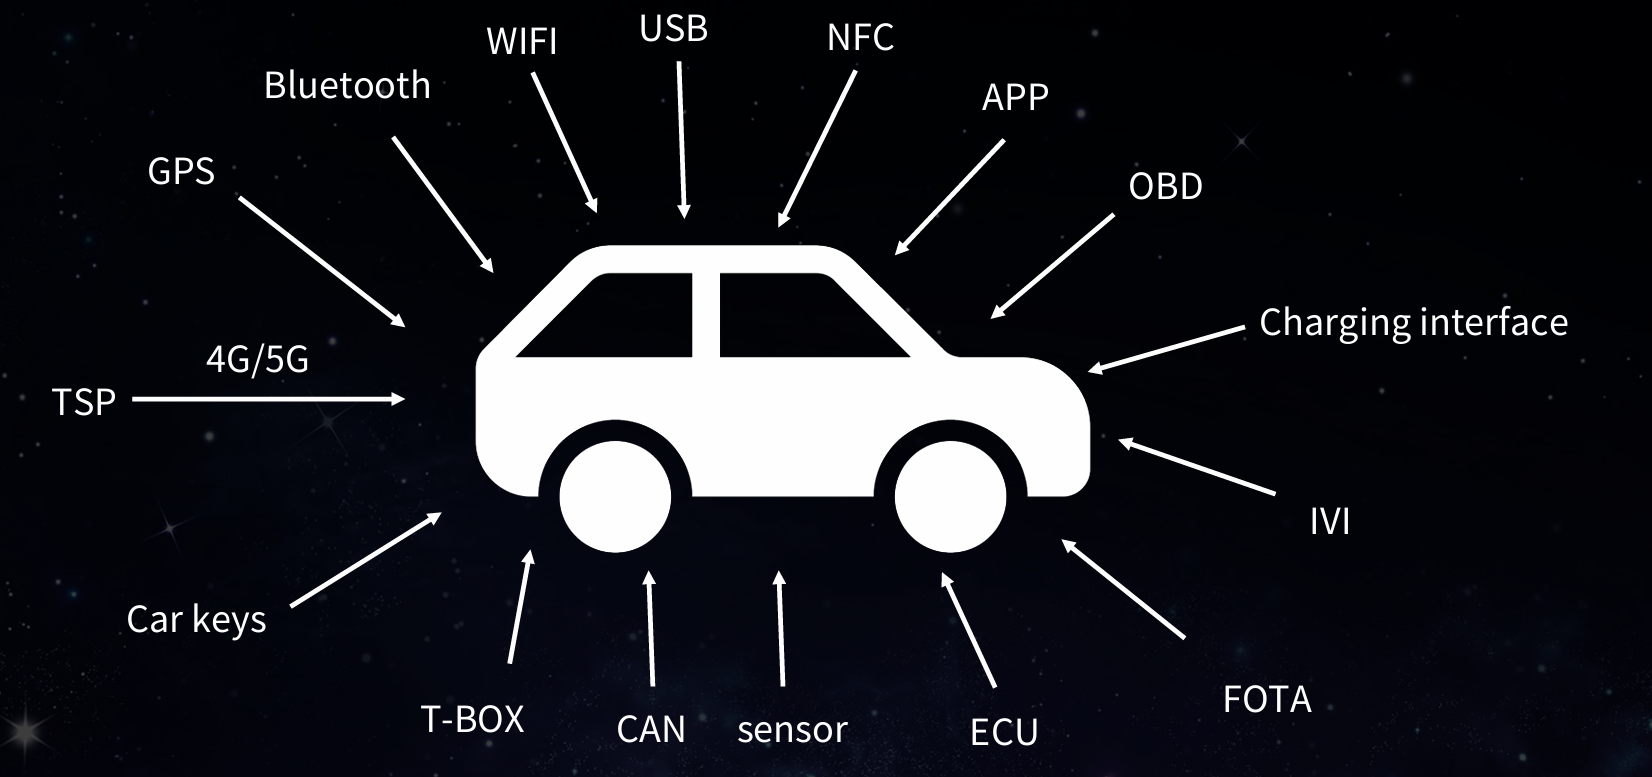 USB
WIFI
NFC
Bluetooth
APP
GPS
OBD
Charging interface
4G/5G
TSP
IVI
Car keys
FOTA
T-BOX
CAN
sensor
ECU